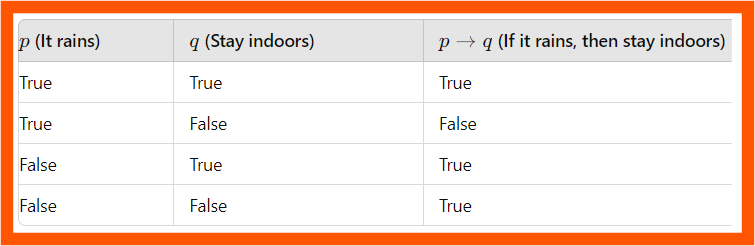 p (It rains) q (Stay indoors) p → q (If it rains, then stay indoors)
True True True
True False False
False True True
False False True